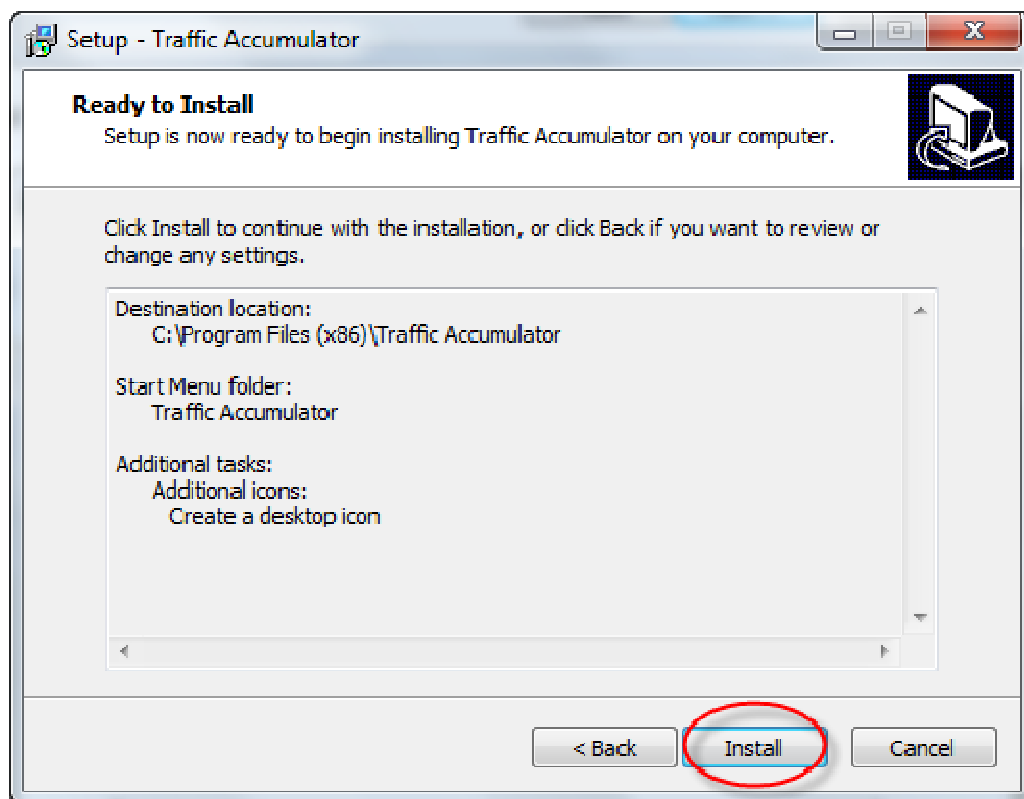 Setup - Traffic Accumulator
Ready to Install
Setup is now ready to begin installing Traffic Accumulator on your computer.
Click Install to continue with the installation, or click Back if you want to review or
change any settings.
Destination location:
C:\Program Files (x86)\Traffic Accumulator
Start Menu folder:
Traffic Accumulator
Additional tasks:
Additional icons:
Create a desktop icon
< Back
Install
Cancel